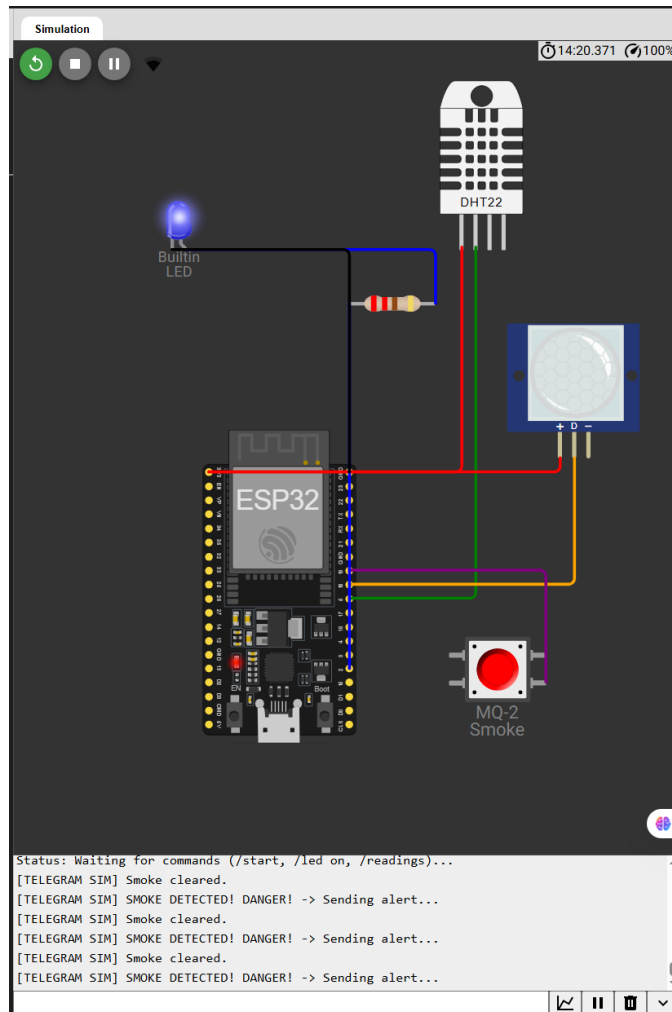 Simulation
14:20.371 100%
DHT22
Builtin
LED
+ D −
ESP32
EN
Boot
MQ-2
Smoke
Status: Waiting for commands (/start, /led on, /readings)...
[TELEGRAM SIM] Smoke cleared.
[TELEGRAM SIM] SMOKE DETECTED! DANGER! -> Sending alert...
[TELEGRAM SIM] Smoke cleared.
[TELEGRAM SIM] SMOKE DETECTED! DANGER! -> Sending alert...
[TELEGRAM SIM] Smoke cleared.
[TELEGRAM SIM] SMOKE DETECTED! DANGER! -> Sending alert...